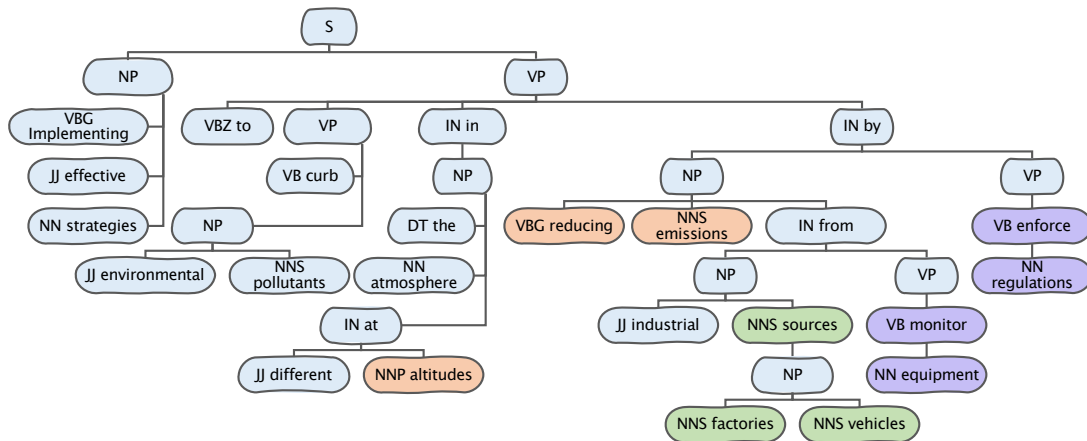 S
NP
VP
VBG
Implementing
VBZ to
VP
IN in
IN by
JJ effective
VB curb
NP
NP
VP
NN strategies
NP
DT the
VBG reducing
NNS
emissions
IN from
VB enforce
JJ environmental
NNS
pollutants
NN
atmosphere
NP
VP
NN
regulations
IN at
JJ industrial
NNS sources
VB monitor
JJ different
NNP altitudes
NP
NN equipment
NNS factories
NNS vehicles